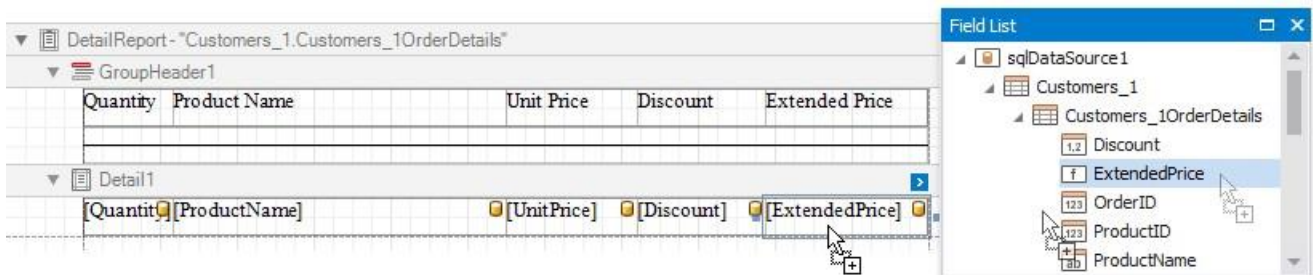 DetailReport - "Customers_1.Customers_1OrderDetails"
GroupHeader1
Quantity Product Name Unit Price Discount Extended Price
Detail1
[Quantity [ProductName] [UnitPrice] [Discount] [ExtendedPrice]
Field List
sqlDataSource1
Customers_1
Customers_1OrderDetails
1,2 Discount
f ExtendedPrice
123 OrderID
123 ProductID
ab ProductName